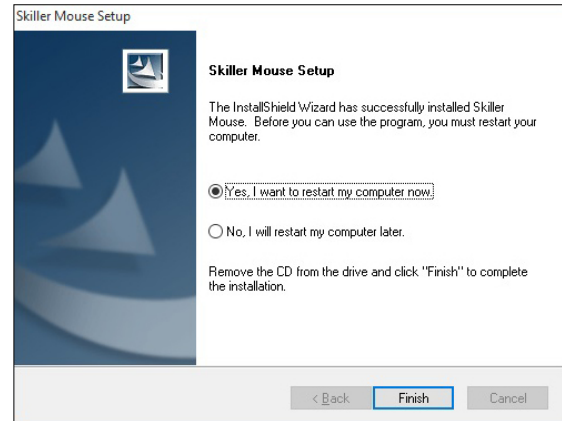 Skiller Mouse Setup
Skiller Mouse Setup
The InstallShield Wizard has successfully installed Skiller
Mouse.  Before you can use the program, you must restart your
computer.
Yes, I want to restart my computer now.
No, I will restart my computer later.
Remove the CD from the drive and click "Finish" to complete
the installation.
< Back
Finish
Cancel